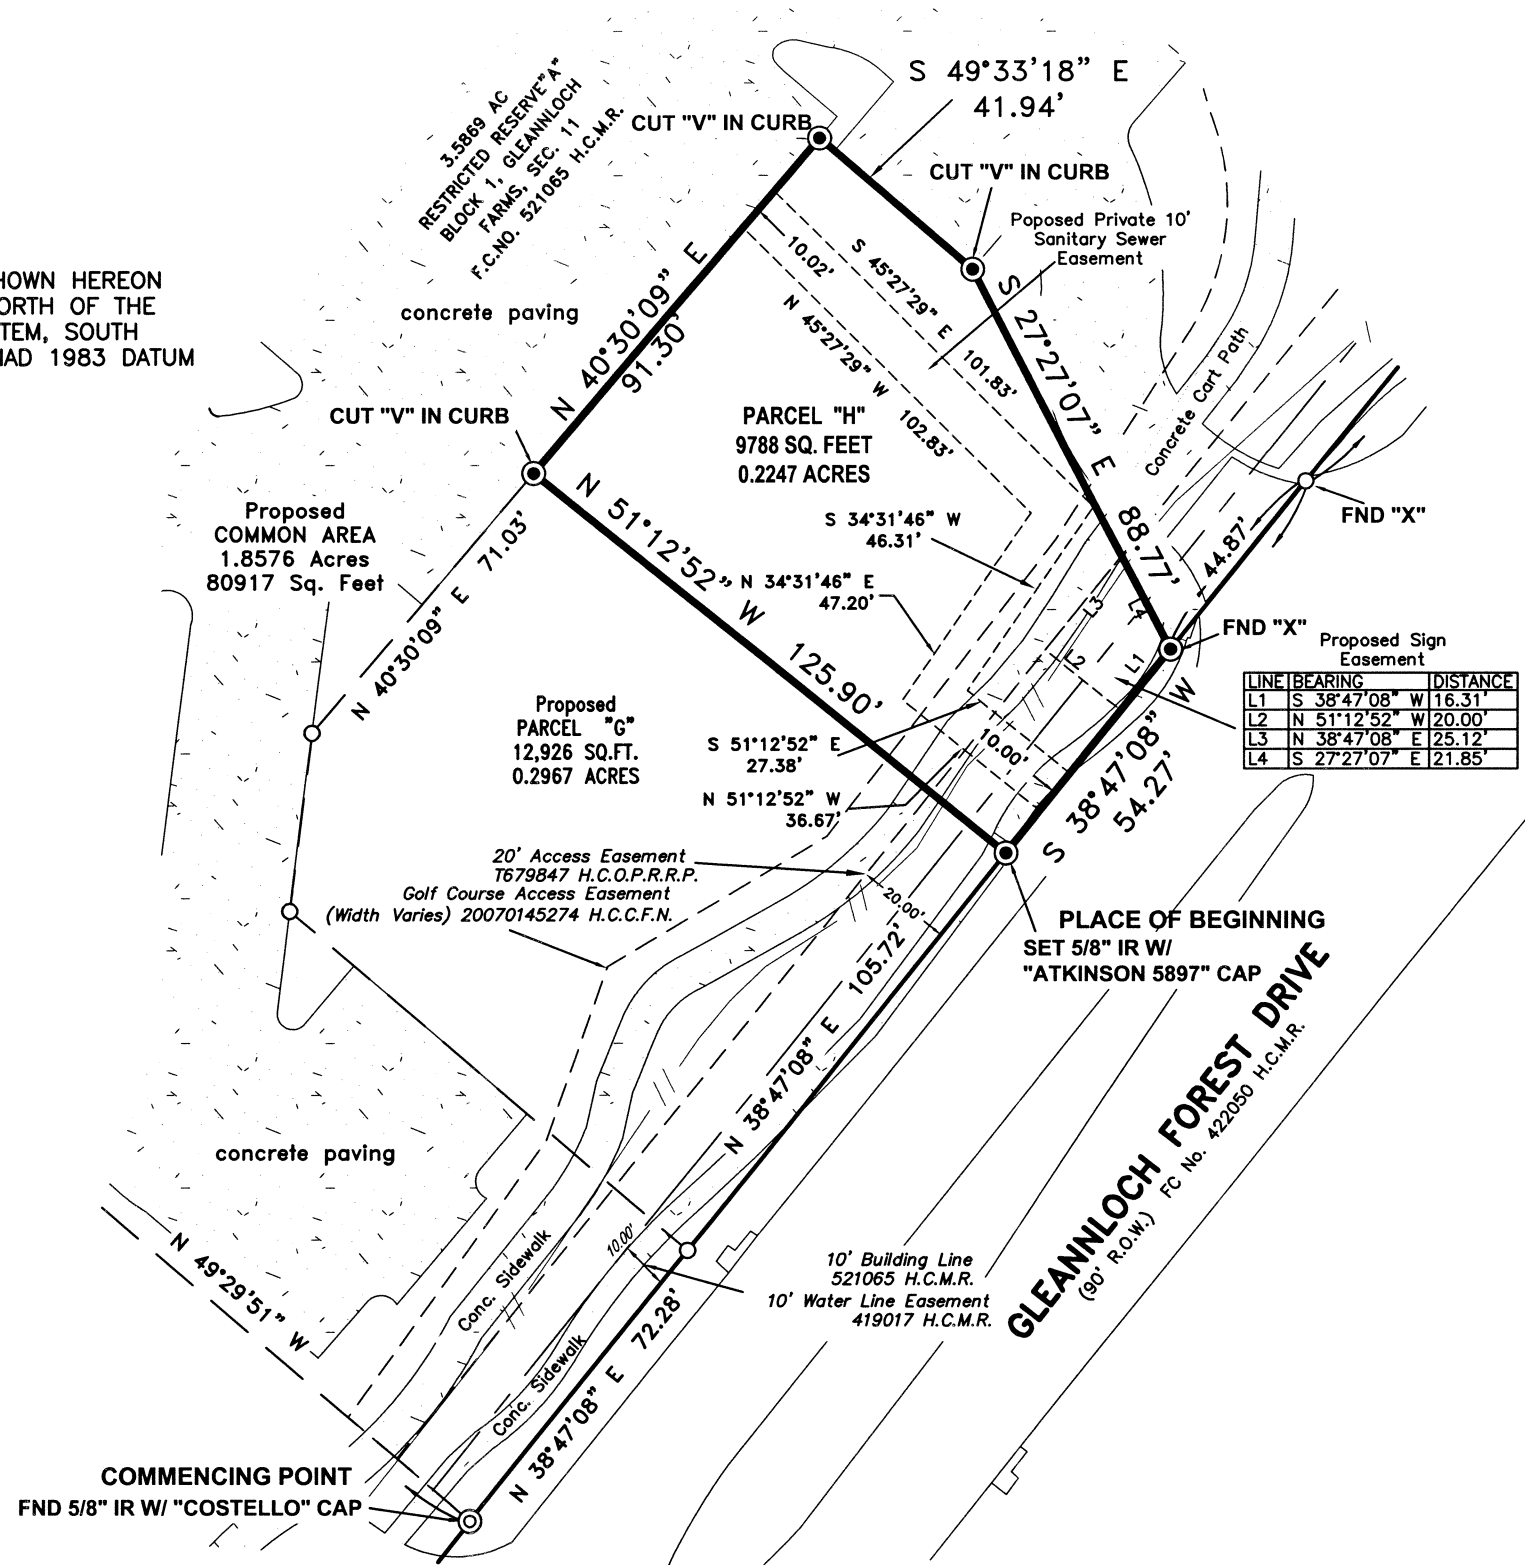 S 49°33'18" E
41.94'
3.5869 AC
RESTRICTED RESERVE"A"
BLOCK 1, GLEANNLOCH
FARMS, SEC. 11
F.C.NO. 521065 H.C.M.R.
CUT "V" IN CURB
CUT "V" IN CURB
Poposed Private 10'
Sanitary Sewer
Easement
HOWN HEREON
ORTH OF THE
TEM, SOUTH
NAD 1983 DATUM
concrete paving
N 40°30'09" E
91.30'
10.02'
S 45°27'29" E 101.83'
N 45°27'29" W 102.83'
S 27°27'07" E 88.77'
Concrete Cart Path
CUT "V" IN CURB
PARCEL "H"
9788 SQ. FEET
0.2247 ACRES
Proposed
COMMON AREA
1.8576 Acres
80917 Sq. Feet
N 40°30'09" E 71.03'
N 51°12'52" W 125.90'
S 34°31'46" W
46.31'
N 34°31'46" E
47.20'
44.87'
FND "X"
FND "X"
L3
L4
L2
L1
Proposed Sign
Easement
LINE BEARING DISTANCE
L1 S 38°47'08" W 16.31'
L2 N 51°12'52" W 20.00'
L3 N 38°47'08" E 25.12'
L4 S 27°27'07" E 21.85'
Proposed
PARCEL "G"
12,926 SQ.FT.
0.2967 ACRES
S 51°12'52" E
27.38'
10.00'
N 51°12'52" W
36.67'
S 38°47'08" W
54.27'
20' Access Easement
T679847 H.C.O.P.R.R.P.
Golf Course Access Easement
(Width Varies) 20070145274 H.C.C.F.N.
20.00'
PLACE OF BEGINNING
SET 5/8" IR W/
"ATKINSON 5897" CAP
N 38°47'08" E 105.72'
GLEANNLOCH FOREST DRIVE
(90' R.O.W.) FC No. 422050 H.C.M.R.
concrete paving
N 49°29'51" W
Conc. Sidewalk
10.00'
10' Building Line
521065 H.C.M.R.
10' Water Line Easement
419017 H.C.M.R.
Conc. Sidewalk
N 38°47'08" E 72.28'
COMMENCING POINT
FND 5/8" IR W/ "COSTELLO" CAP